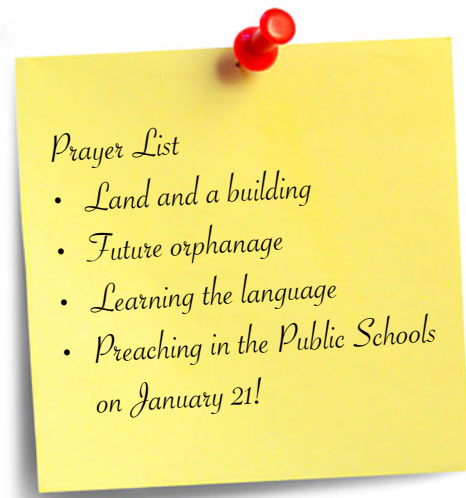 Prayer List
• Land and a building
• Future orphanage
• Learning the language
• Preaching in the Public Schools
on January 21!